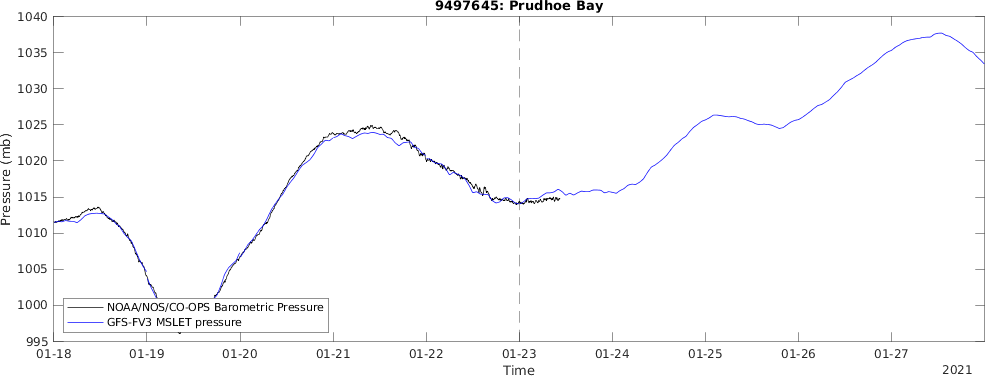 9497645: Prudhoe Bay
1040
1035
1030
1025
1020
1015
1010
1005
1000
995
Pressure (mb)
NOAA/NOS/CO-OPS Barometric Pressure
GFS-FV3 MSLET pressure
01-18 01-19 01-20 01-21 01-22 01-23 01-24 01-25 01-26 01-27
Time
2021